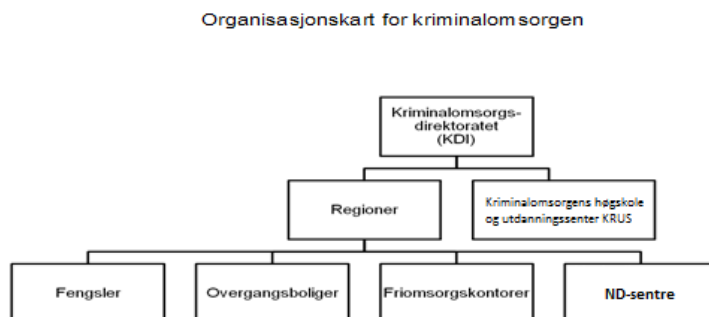 Organisasjonskart for kriminalomsorgen
Kriminalomsorgs-
direktoratet
(KDI)
Regioner
Kriminalomsorgens høgskole
og utdanningssenter KRUS
Fengsler
Overgangsboliger
Friomsorgskontorer
ND-sentre